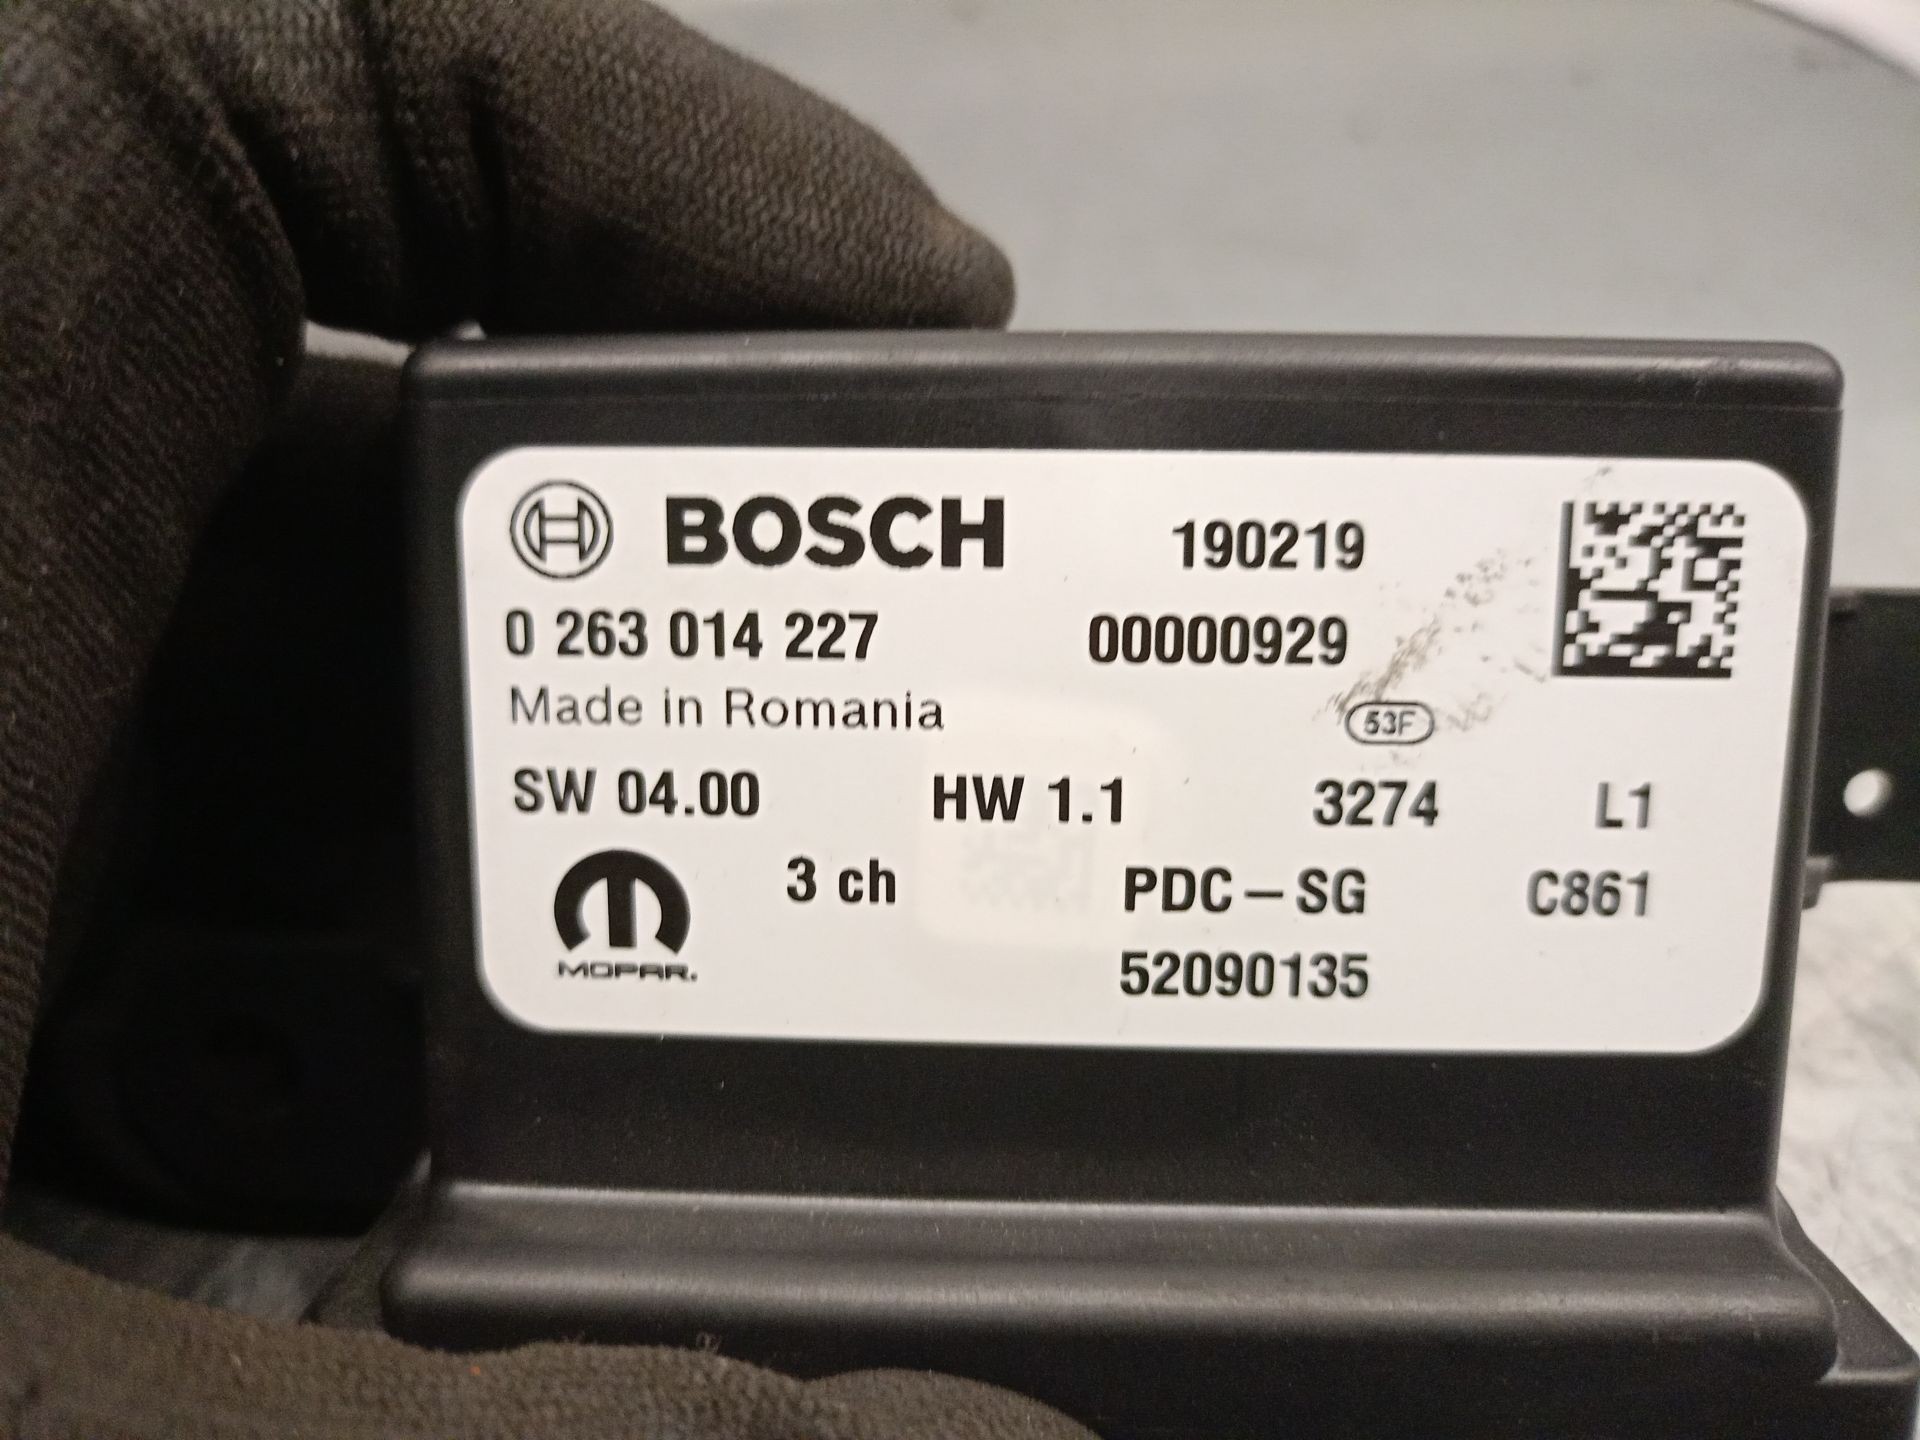 BOSCH 190219
0 263 014 227 00000929
Made in Romania 53F
SW 04.00 HW 1.1 3274 L1
3 ch PDC-SG C861
MOPAR. 52090135